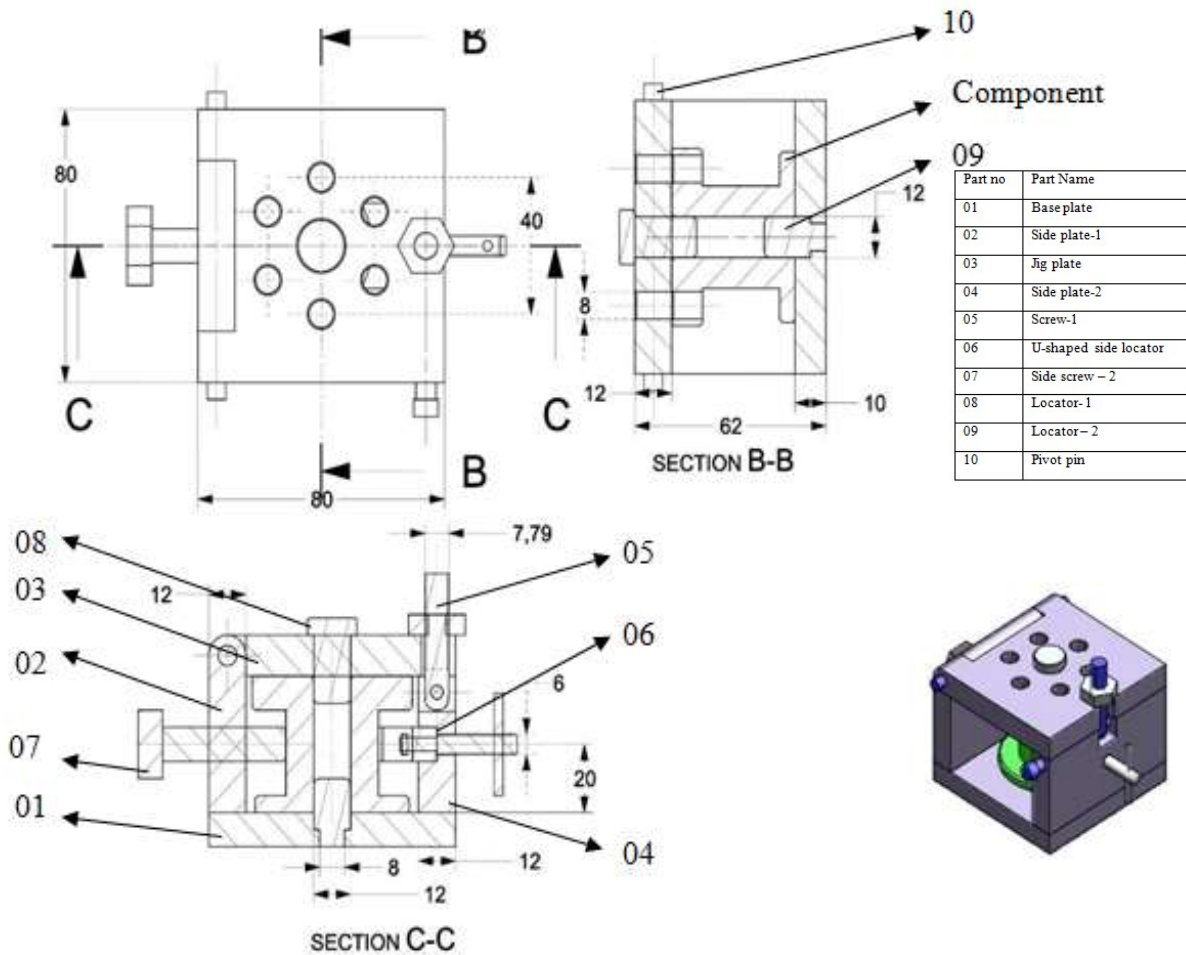 B
10
Component
09
80
40
12
8
C
C
12
10
62
SECTION B-B
B
80
Part no Part Name
01 Base plate
02 Side plate-1
03 Jig plate
04 Side plate-2
05 Screw-1
06 U-shaped side locator
07 Side screw – 2
08 Locator- 1
09 Locator– 2
10 Pivot pin
08
7,79
05
03
12
06
02
6
07
20
01
8
12
04
12
SECTION C-C